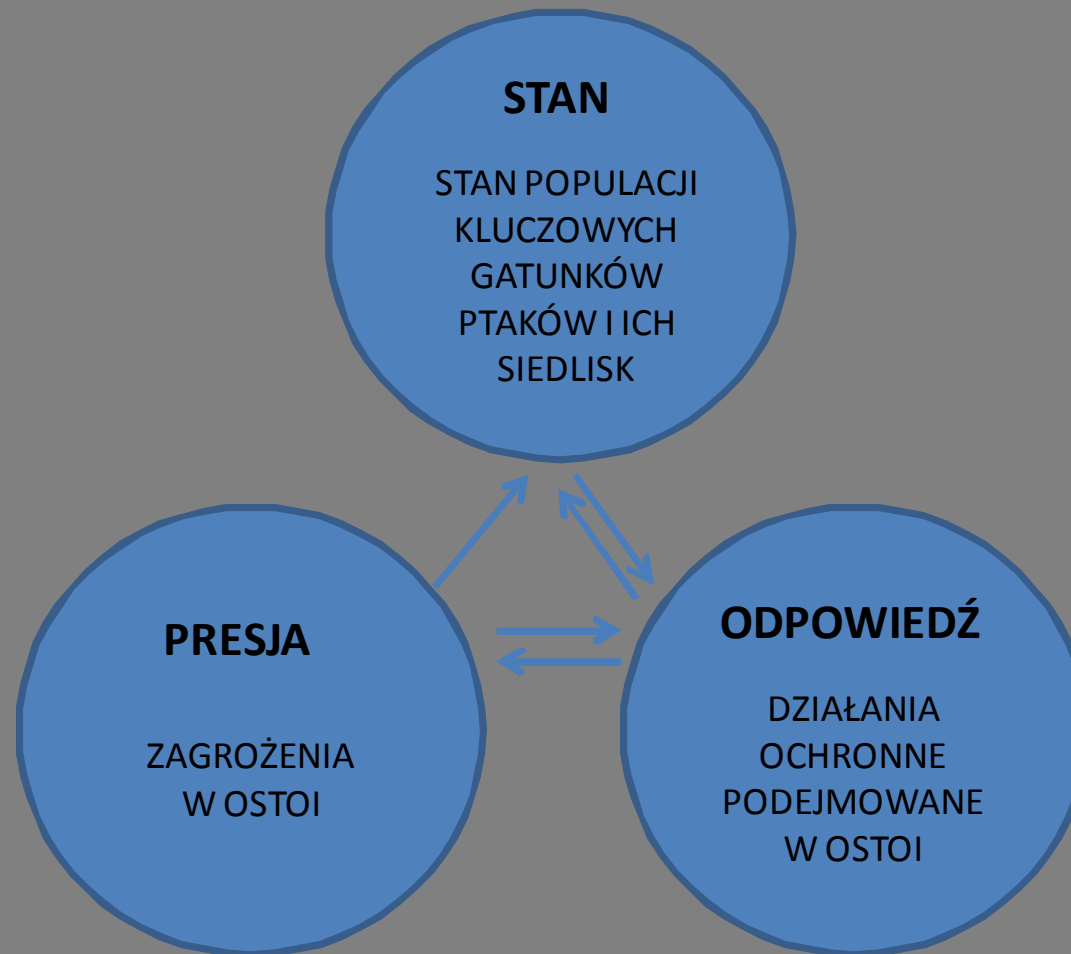 STAN
STAN POPULACJI
KLUCZOWYCH
GATUNKÓW
PTAKÓW I ICH
SIEDLISK
PRESJA
ZAGROŻENIA
W OSTOI
ODPOWIEDŹ
DZIAŁANIA
OCHRONNE
PODEJMOWANE
W OSTOI